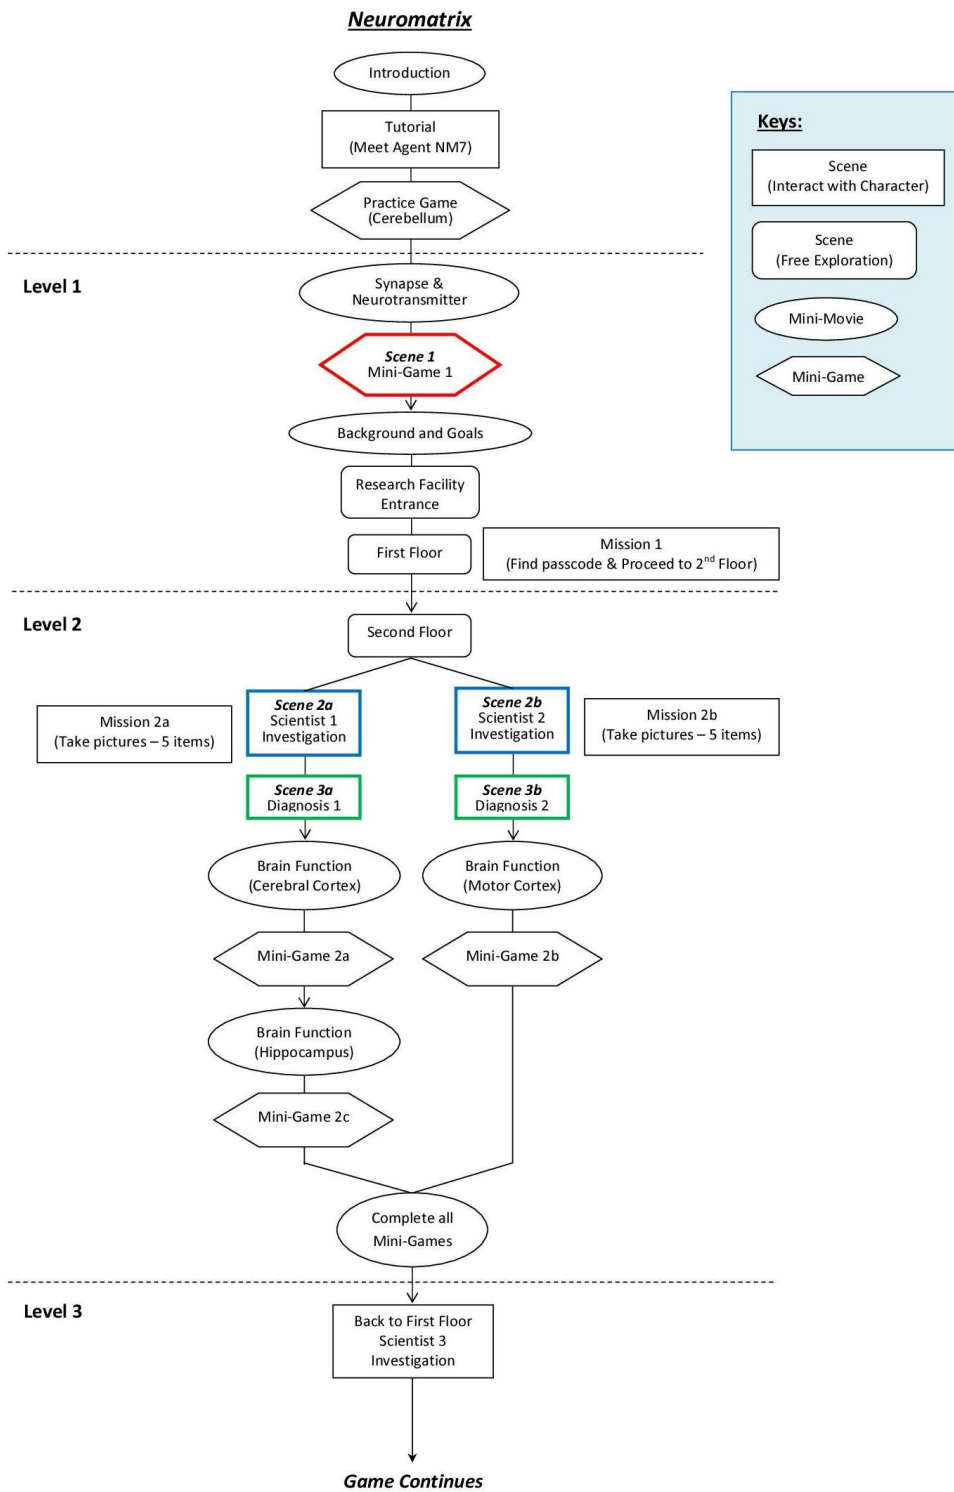 Neuromatrix
Introduction
Tutorial
(Meet Agent NM7)
Practice Game
(Cerebellum)
Keys:
Scene
(Interact with Character)
Scene
(Free Exploration)
Mini-Movie
Mini-Game
Level 1
Synapse &
Neurotransmitter
Scene 1
Mini-Game 1
Background and Goals
Research Facility
Entrance
First Floor
Mission 1
(Find passcode & Proceed to 2nd Floor)
Level 2
Second Floor
Mission 2a
(Take pictures – 5 items)
Scene 2a
Scientist 1
Investigation
Scene 2b
Scientist 2
Investigation
Mission 2b
(Take pictures – 5 items)
Scene 3a
Diagnosis 1
Scene 3b
Diagnosis 2
Brain Function
(Cerebral Cortex)
Brain Function
(Motor Cortex)
Mini-Game 2a
Mini-Game 2b
Brain Function
(Hippocampus)
Mini-Game 2c
Complete all
Mini-Games
Level 3
Back to First Floor
Scientist 3
Investigation
Game Continues